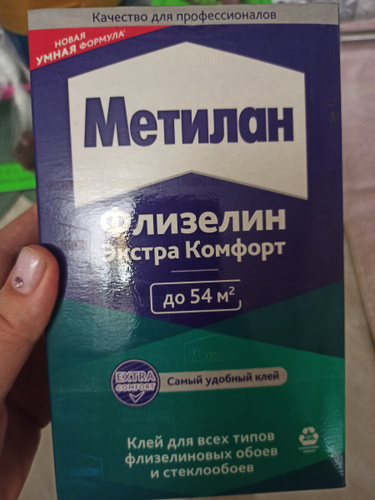 Качество для профессионалов
НОВАЯ
УМНАЯ ФОРМУЛА
Метилан
Флизелин
Экстра Комфорт
до 54 м²
EXTRA
COMFORT
Самый удобный клей
Клей для всех типов
флизелиновых обоев
и стеклообоев